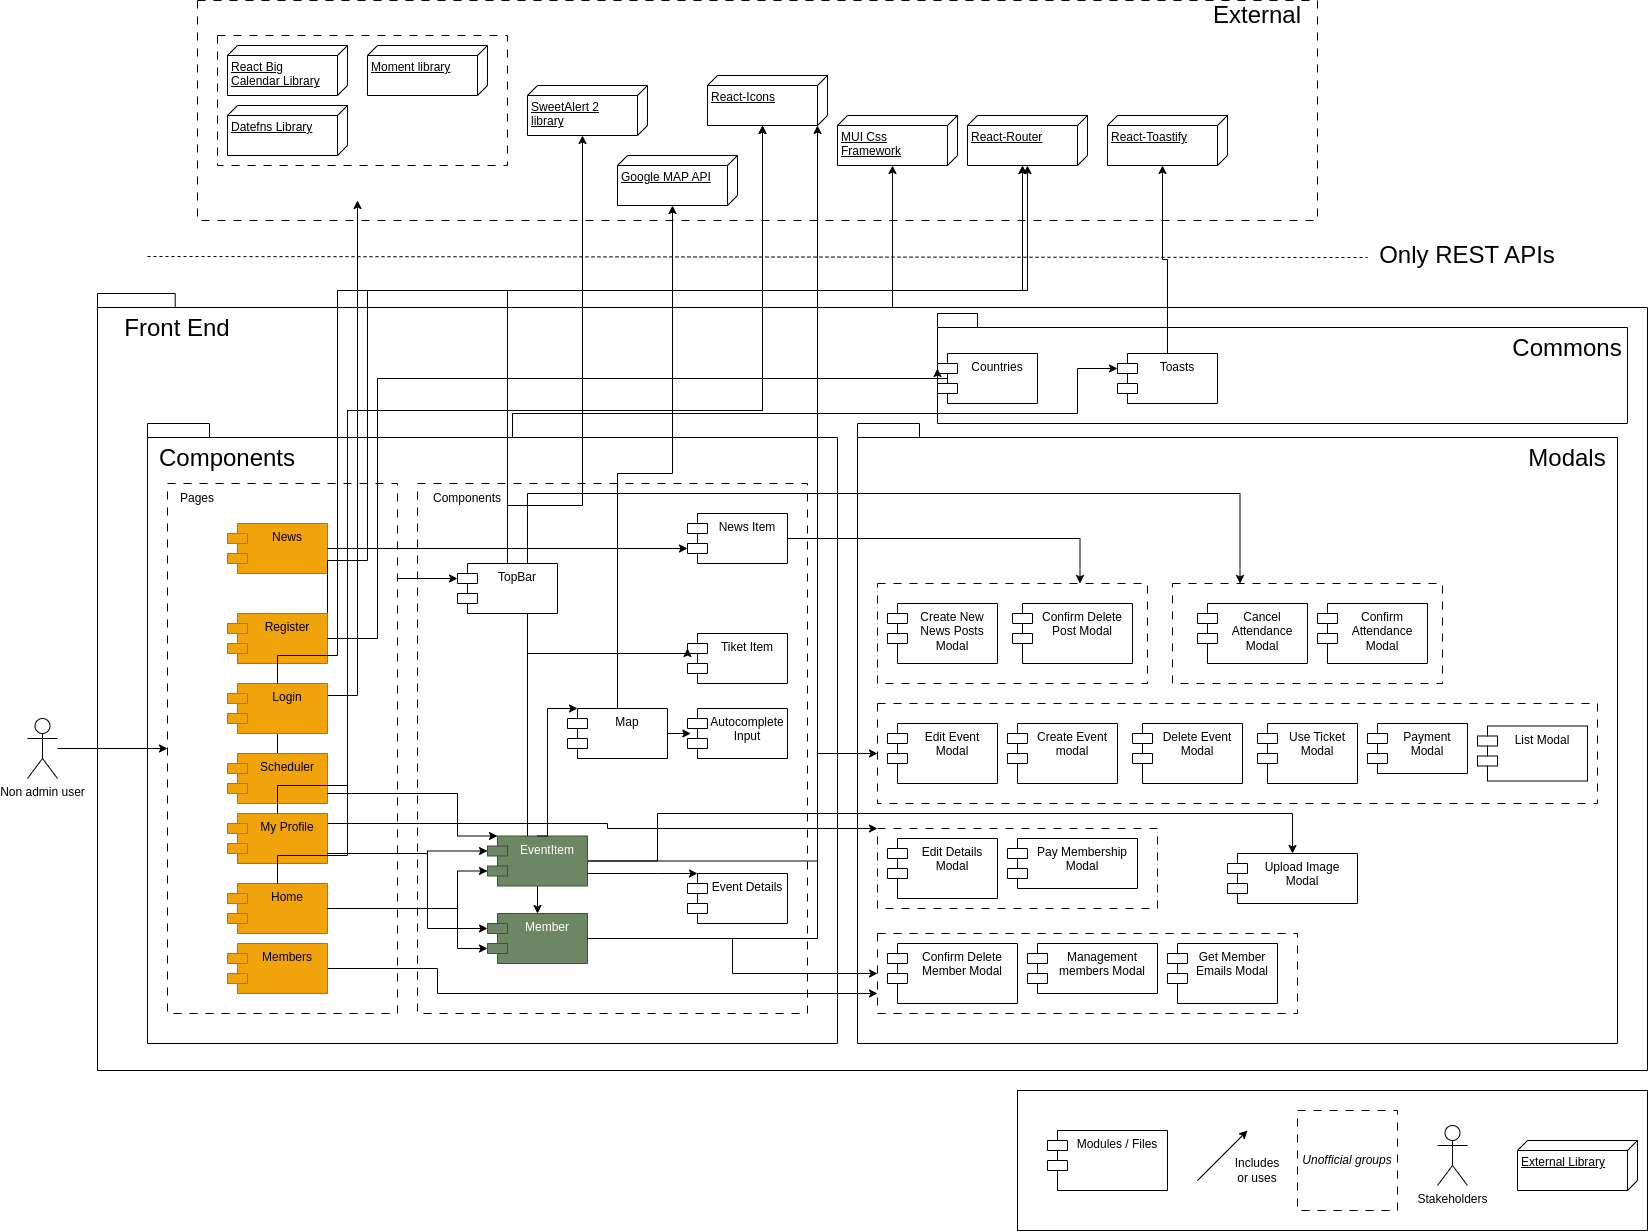 External
React Big
Calendar Library
Moment library
Datefns Library
SweetAlert 2
library
React-Icons
Google MAP API
MUI Css
Framework
React-Router
React-Toastify
Only REST APIs
Front End
Commons
Countries
Toasts
Components
Modals
Pages
Components
News
News Item
TopBar
Register
Tiket Item
Login
Map
Autocomplete
Input
Scheduler
My Profile
EventItem
Home
Event Details
Member
Members
Non admin user
Create New
News Posts
Modal
Confirm Delete
Post Modal
Cancel
Attendance
Modal
Confirm
Attendance
Modal
Edit Event
Modal
Create Event
modal
Delete Event
Modal
Use Ticket
Modal
Payment
Modal
List Modal
Edit Details
Modal
Pay Membership
Modal
Upload Image
Modal
Confirm Delete
Member Modal
Management
members Modal
Get Member
Emails Modal
Modules / Files
Includes
or uses
Unofficial groups
Stakeholders
External Library